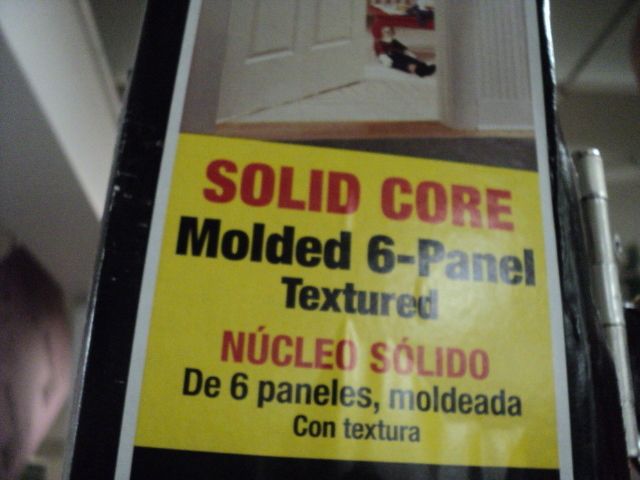 SOLID CORE
Molded 6-Panel
Textured
NÚCLEO SÓLIDO
De 6 paneles, moldeada
Con textura